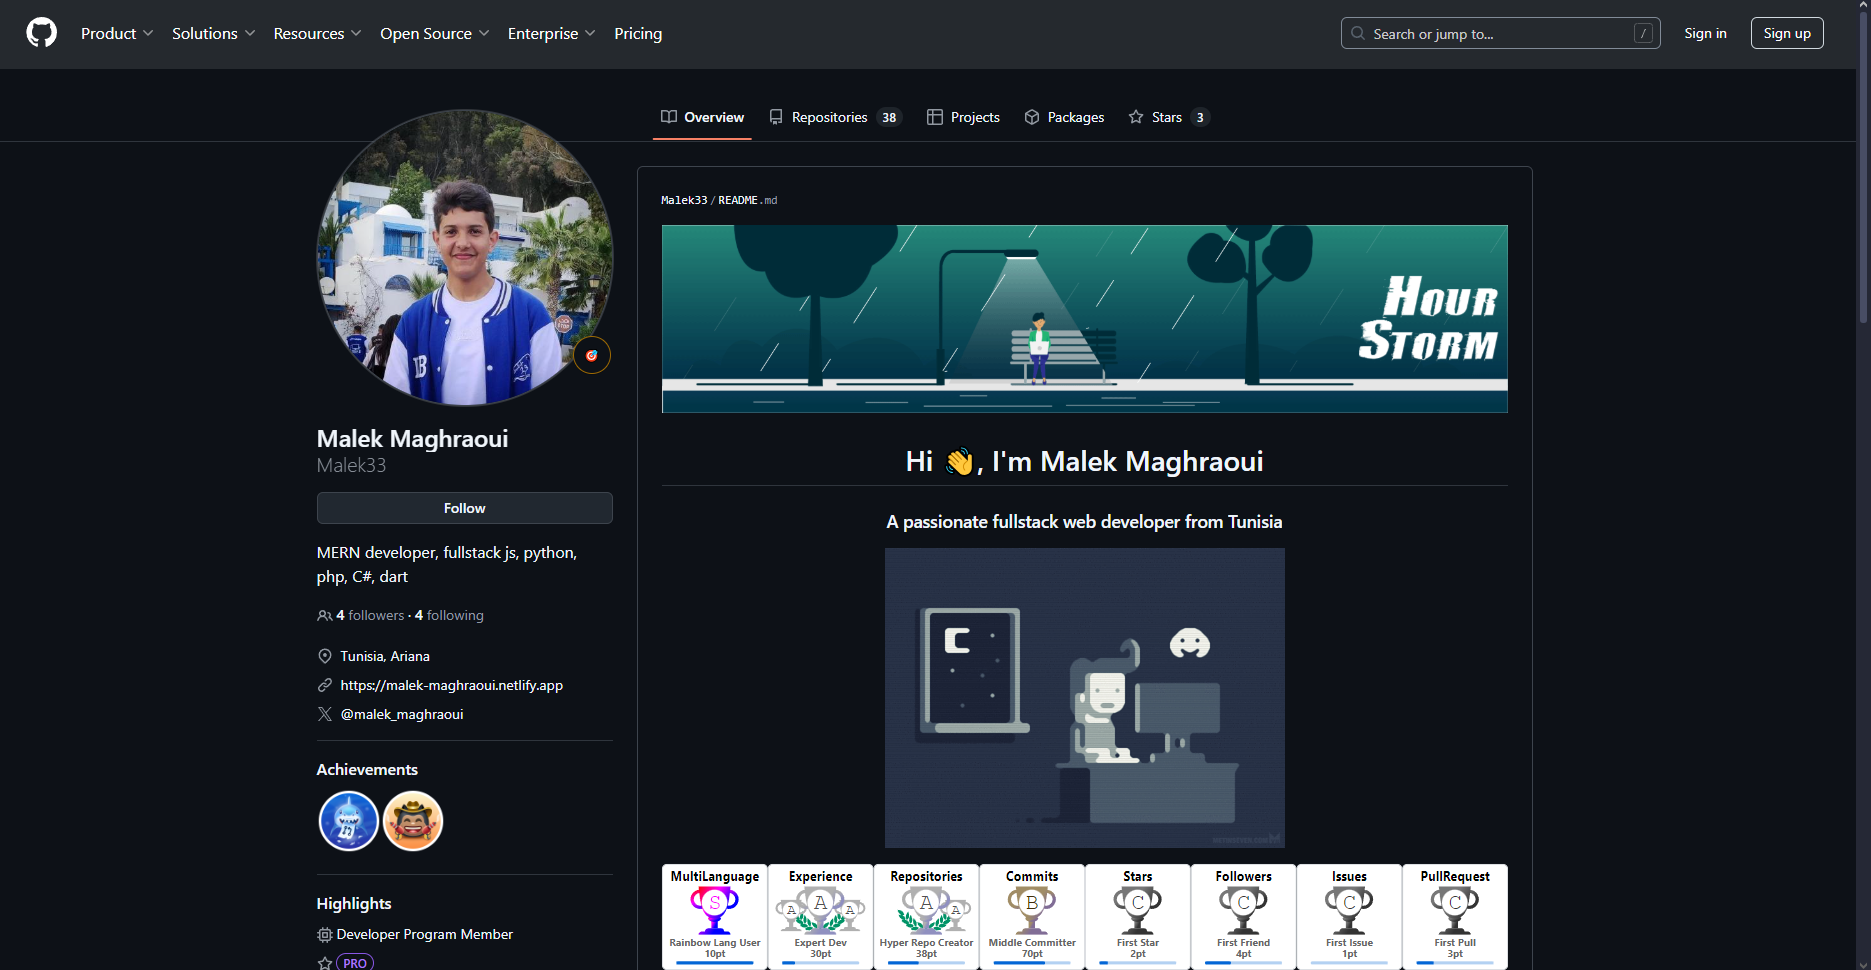 Product Solutions Resources Open Source Enterprise Pricing
Search or jump to... /
Sign in
Sign up
Overview Repositories 38 Projects Packages Stars 3
Malek Maghraoui
Malek33
Follow
MERN developer, fullstack js, python,
php, C#, dart
4 followers · 4 following
Tunisia, Ariana
https://malek-maghraoui.netlify.app
@malek_maghraoui
Achievements
Highlights
Developer Program Member
PRO
Malek33/README.md
HOUR
STORM
Hi 👋, I'm Malek Maghraoui
A passionate fullstack web developer from Tunisia
MultiLanguage
S
Rainbow Lang User
10pt
Experience
A A A
Expert Dev
30pt
Repositories
A A
Hyper Repo Creator
38pt
Commits
B
Middle Committer
70pt
Stars
C
First Star
2pt
Followers
C
First Friend
4pt
Issues
C
First Issue
1pt
PullRequest
C
First Pull
3pt